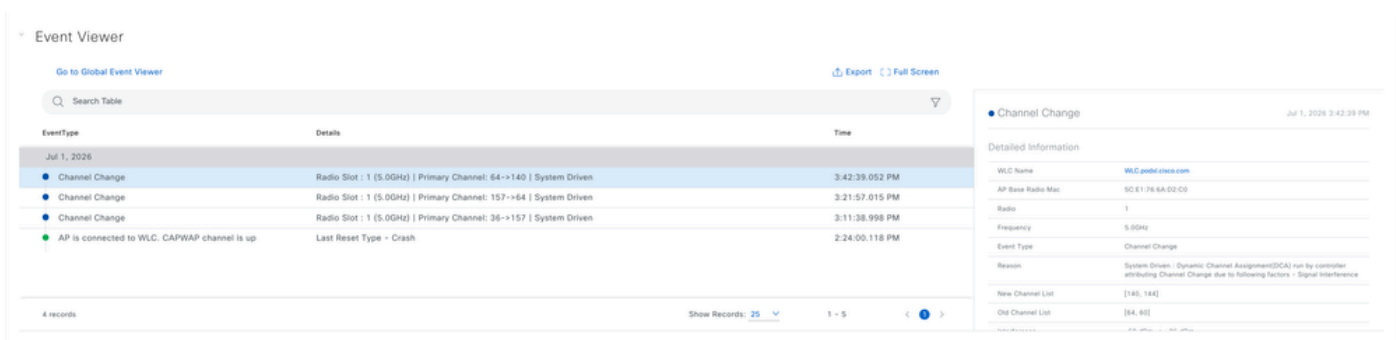 Event Viewer
Go to Global Event Viewer
Export
Full Screen
Search Table
EventType Details Time
Jul 1, 2026
Channel Change Radio Slot : 1 (5.0GHz) | Primary Channel: 64->140 | System Driven 3:42:39.052 PM
Channel Change Radio Slot : 1 (5.0GHz) | Primary Channel: 157->64 | System Driven 3:21:57.015 PM
Channel Change Radio Slot : 1 (5.0GHz) | Primary Channel: 36->157 | System Driven 3:11:38.998 PM
AP is connected to WLC. CAPWAP channel is up Last Reset Type - Crash 2:24:00.118 PM
4 records Show Records: 25 1 - 5 1
Channel Change Jul 1, 2026 3:42:39 PM
Detailed Information
WLC Name WLC.podxl.cisco.com
AP Base Radio Mac 5C:E1:76:6A:D2:C0
Radio 1
Frequency 5.0GHz
Event Type Channel Change
Reason System Driven : Dynamic Channel Assignment(DCA) run by controller
attributing Channel Change due to following factors - Signal Interference
New Channel List [140, 144]
Old Channel List [64, 60]